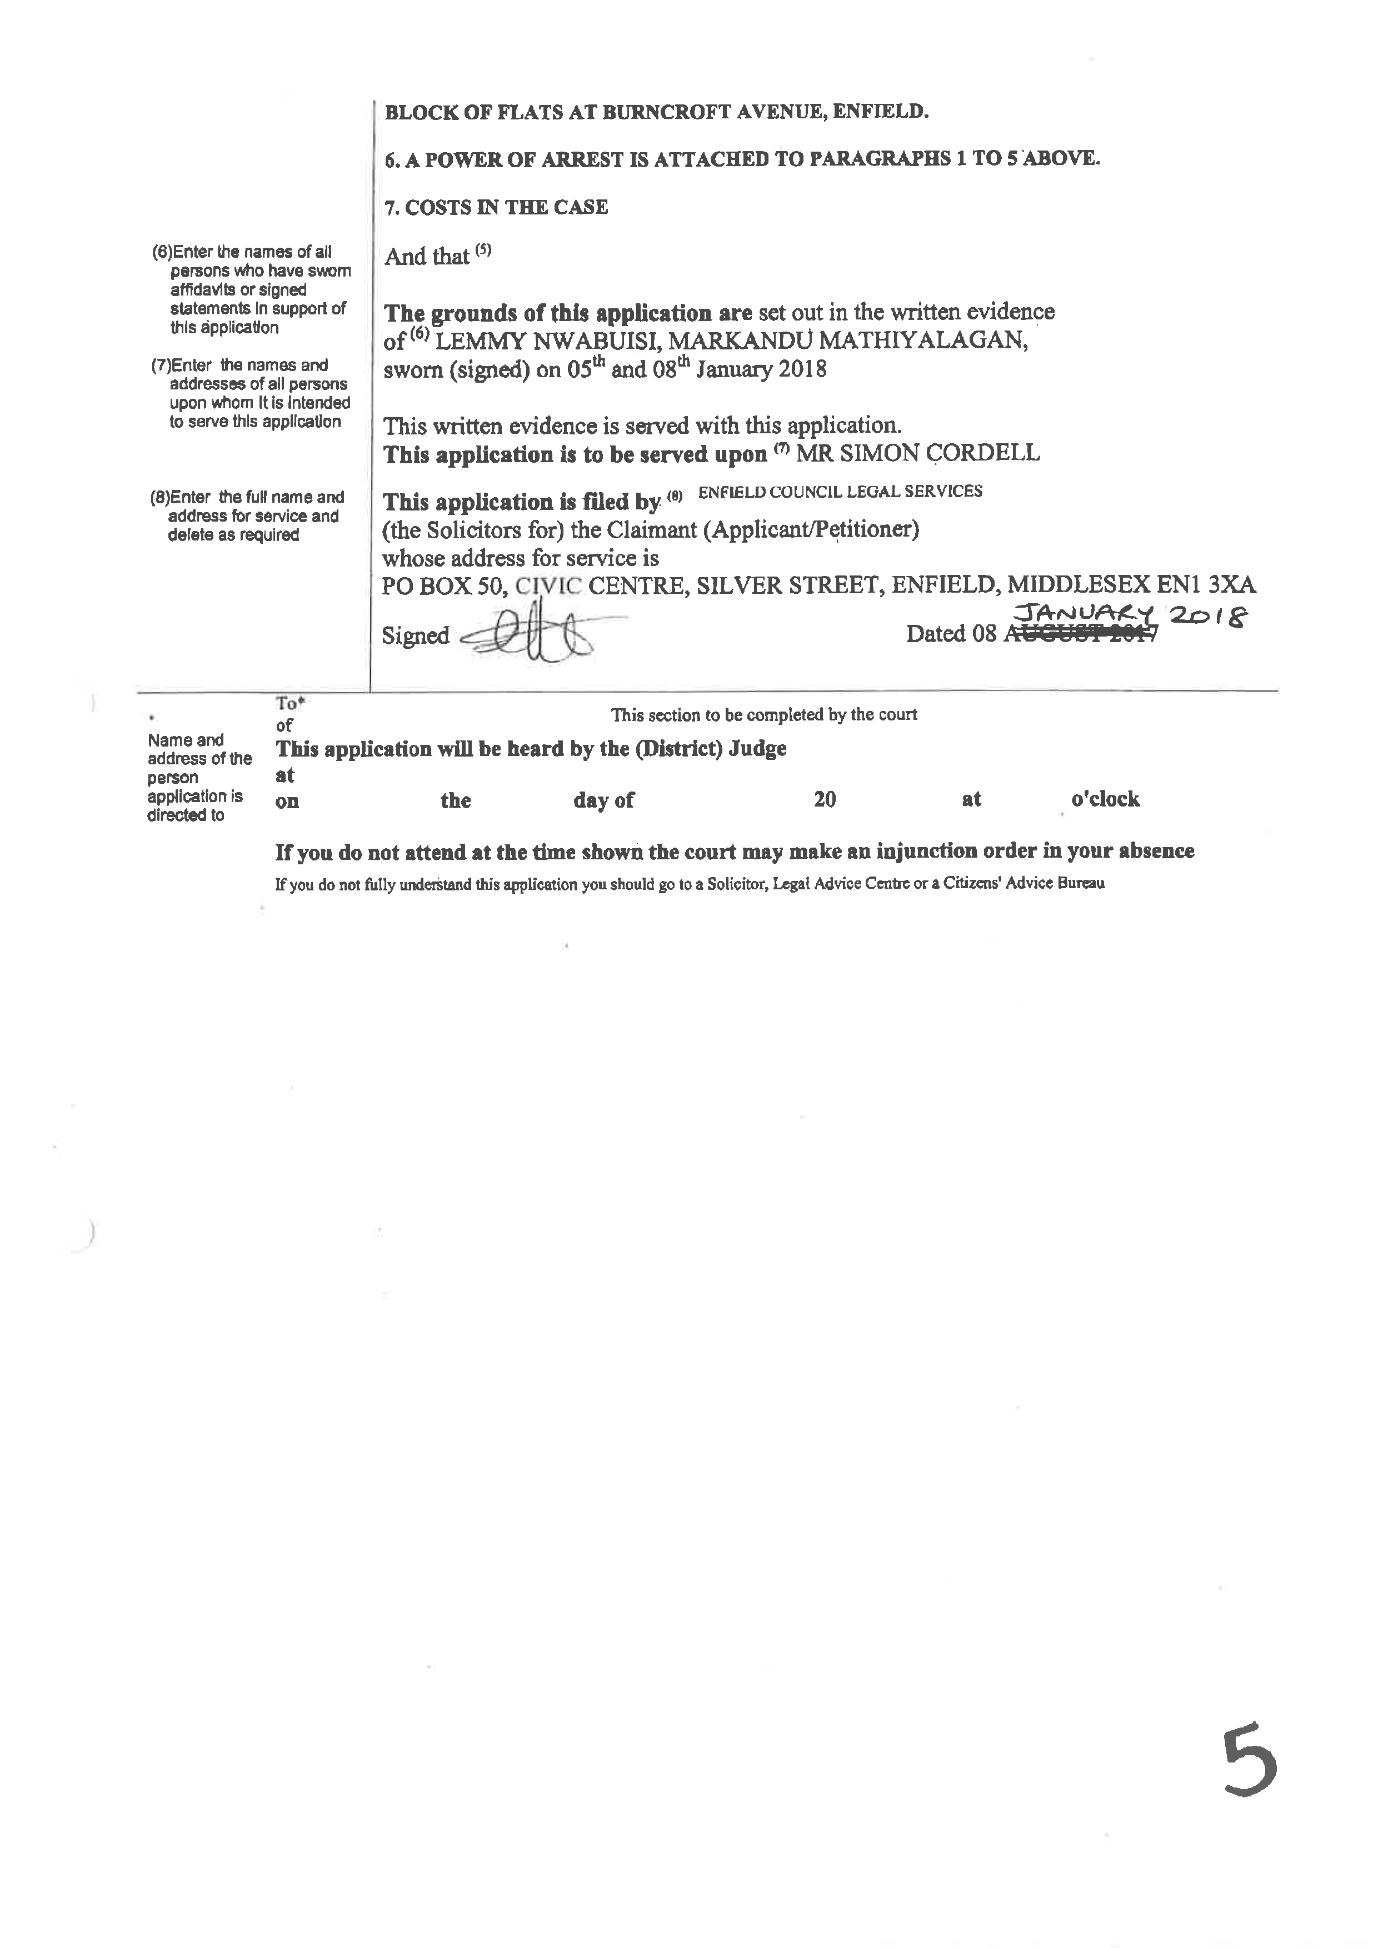 BLOCK OF FLATS AT BURNCROFT AVENUE, ENFIELD.
6. A POWER OF ARREST IS ATTACHED TO PARAGRAPHS 1 TO 5 ABOVE.
7. COSTS IN THE CASE
(6)Enter the names of all
persons who have sworn
affidavits or signed
statements in support of
this application
And that (5)
The grounds of this application are set out in the written evidence
of (6) LEMMY NWABUISI, MARKANDU MATHIYALAGAN,
sworn (signed) on 05th and 08th January 2018
(7)Enter the names and
addresses of all persons
upon whom it is intended
to serve this application
This written evidence is served with this application.
This application is to be served upon (7) MR SIMON CORDELL
(8)Enter the full name and
address for service and
delete as required
This application is filed by (8) ENFIELD COUNCIL LEGAL SERVICES
(the Solicitors for) the Claimant (Applicant/Petitioner)
whose address for service is
PO BOX 50, CIVIC CENTRE, SILVER STREET, ENFIELD, MIDDLESEX EN1 3XA
JANUARY 2018
Signed Dated 08 AUGUST 2017
To*
of
This section to be completed by the court
Name and
address of the
person
application is
directed to
This application will be heard by the (District) Judge
at
on the day of 20 at o'clock
If you do not attend at the time shown the court may make an injunction order in your absence
If you do not fully understand this application you should go to a Solicitor, Legal Advice Centre or a Citizens' Advice Bureau
5